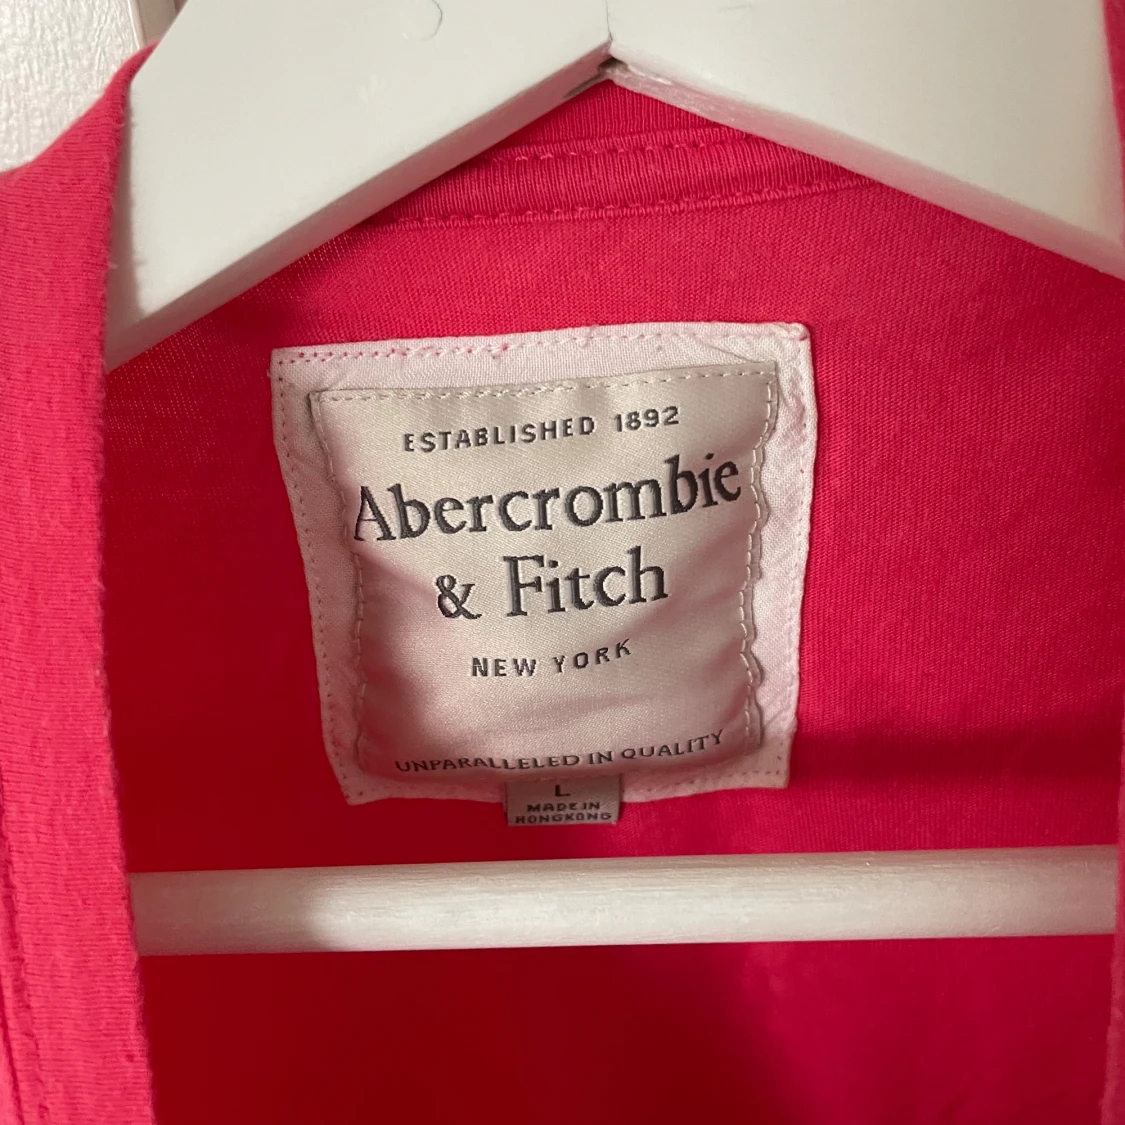 ESTABLISHED 1892
Abercrombie
& Fitch
NEW YORK
UNPARALLELED IN QUALITY
L
MADE IN
HONGKONG